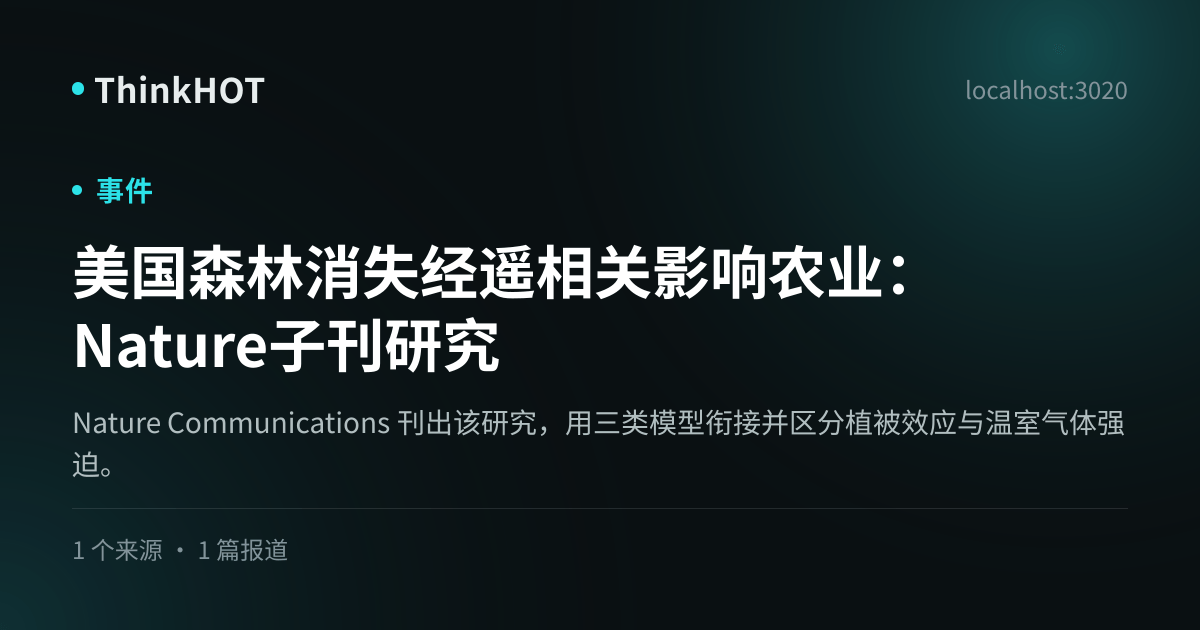 ThinkHOT
localhost:3020
事件
美国森林消失经遥相关影响农业：
Nature子刊研究
Nature Communications 刊出该研究，用三类模型衔接并区分植被效应与温室气体强
迫。
1 个来源 · 1 篇报道